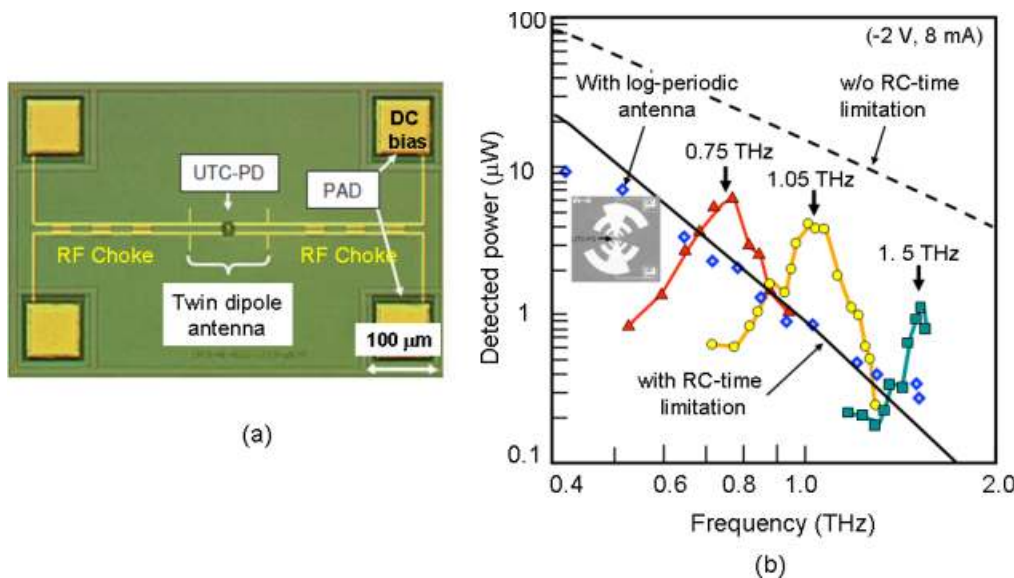 DC
bias
UTC-PD
PAD
RF Choke
RF Choke
Twin dipole
antenna
100 μm
(a)
100
10
1
0.1
Detected power (μW)
(-2 V, 8 mA)
With log-periodic
antenna
w/o RC-time
limitation
0.75 THz
1.05 THz
1. 5 THz
with RC-time
limitation
0.4
0.6
0.8
1.0
2.0
Frequency (THz)
(b)